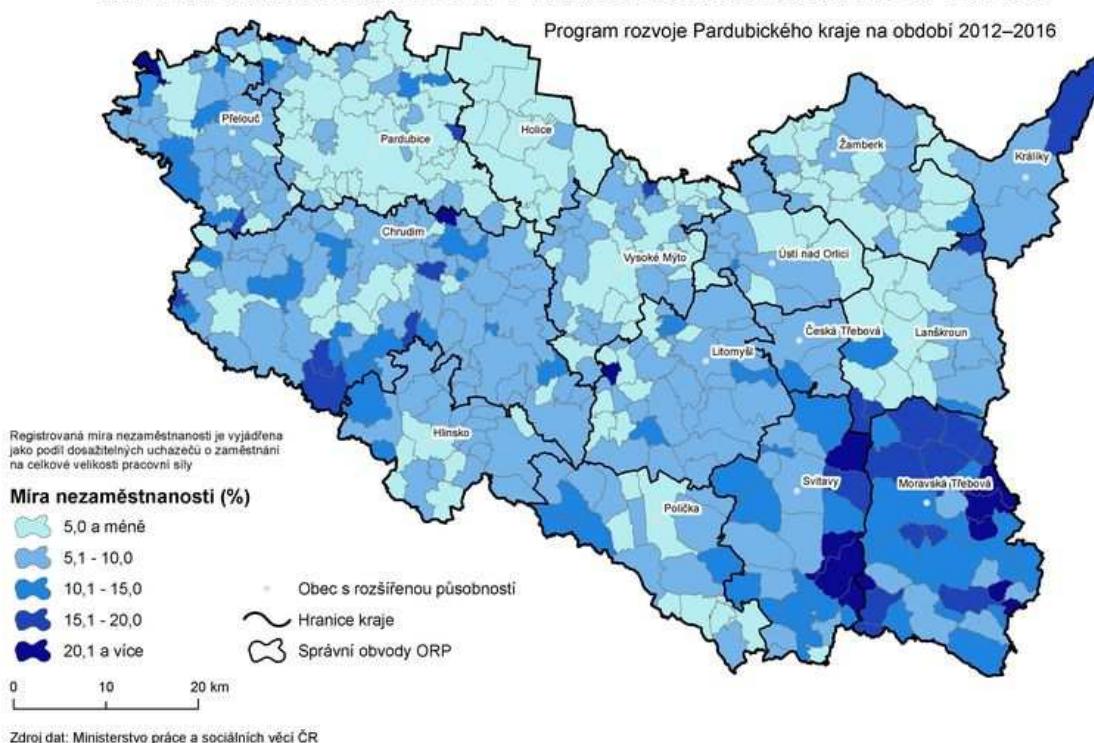 Program rozvoje Pardubického kraje na období 2012–2016
Přelouč
Pardubice
Holice
Žamberk
Králíky
Chrudim
Vysoké Mýto
Ústí nad Orlicí
Česká Třebová
Lanškroun
Litomyšl
Hlinsko
Svitavy
Moravská Třebová
Polička
Registrovaná míra nezaměstnanosti je vyjádřena
jako podíl dosažitelných uchazečů o zaměstnání
na celkové velikosti pracovní síly
Míra nezaměstnanosti (%)
5,0 a méně
5,1 - 10,0
10,1 - 15,0
15,1 - 20,0
20,1 a více
Obec s rozšířenou působností
Hranice kraje
Správní obvody ORP
0 10 20 km
Zdroj dat: Ministerstvo práce a sociálních věcí ČR